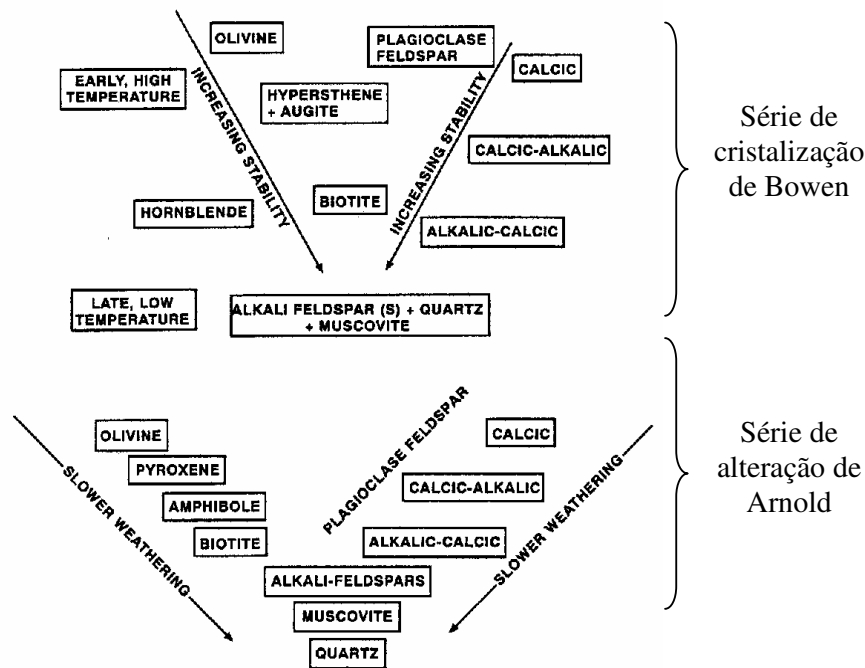 OLIVINE
PLAGIOCLASE
FELDSPAR
CALCIC
EARLY, HIGH
TEMPERATURE
INCREASING STABILITY
HYPERSTHENE
+ AUGITE
INCREASING STABILITY
CALCIC-ALKALIC
HORNBLENDE
BIOTITE
ALKALIC-CALCIC
LATE, LOW
TEMPERATURE
ALKALI FELDSPAR (S) + QUARTZ
+ MUSCOVITE
Série de
cristalização
de Bowen
OLIVINE
PYROXENE
AMPHIBOLE
BIOTITE
SLOWER WEATHERING
PLAGIOCLASE FELDSPAR
CALCIC
CALCIC-ALKALIC
ALKALIC-CALCIC
SLOWER WEATHERING
ALKALI-FELDSPARS
MUSCOVITE
QUARTZ
Série de
alteração de
Arnold